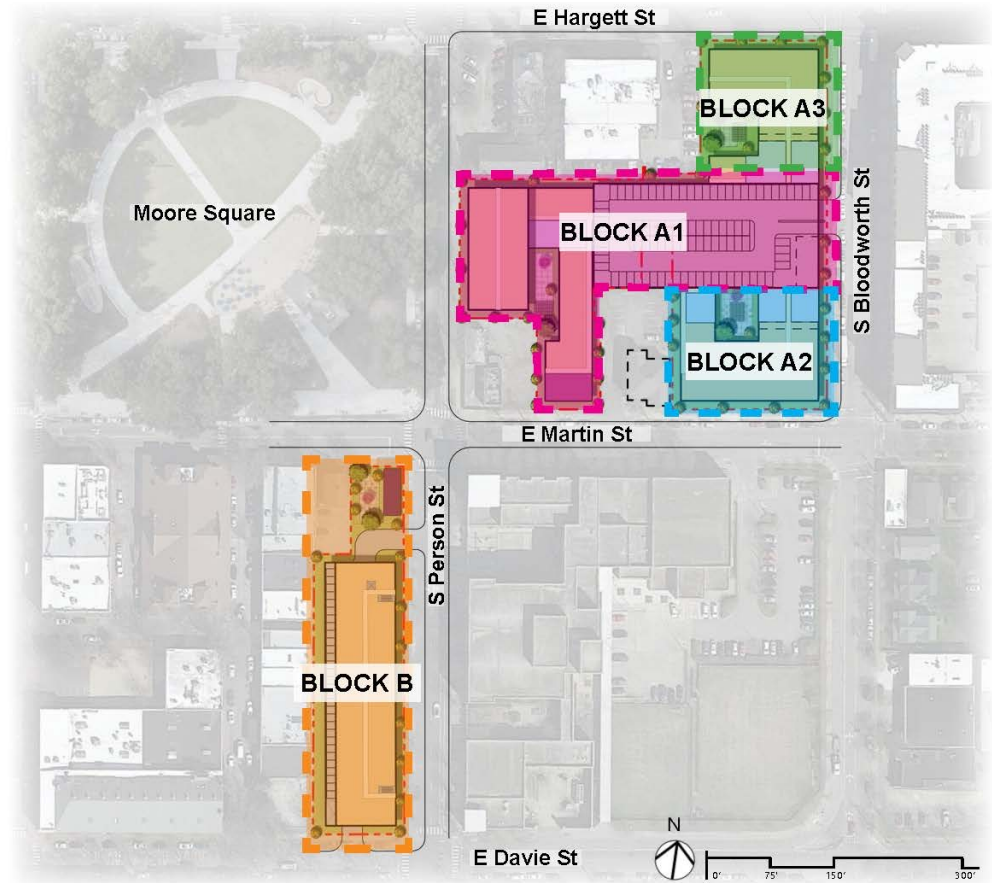 E Hargett St
BLOCK A3
Moore Square
BLOCK A1
S Bloodworth St
BLOCK A2
E Martin St
S Person St
BLOCK B
E Davie St
N
0' 75' 150' 300'